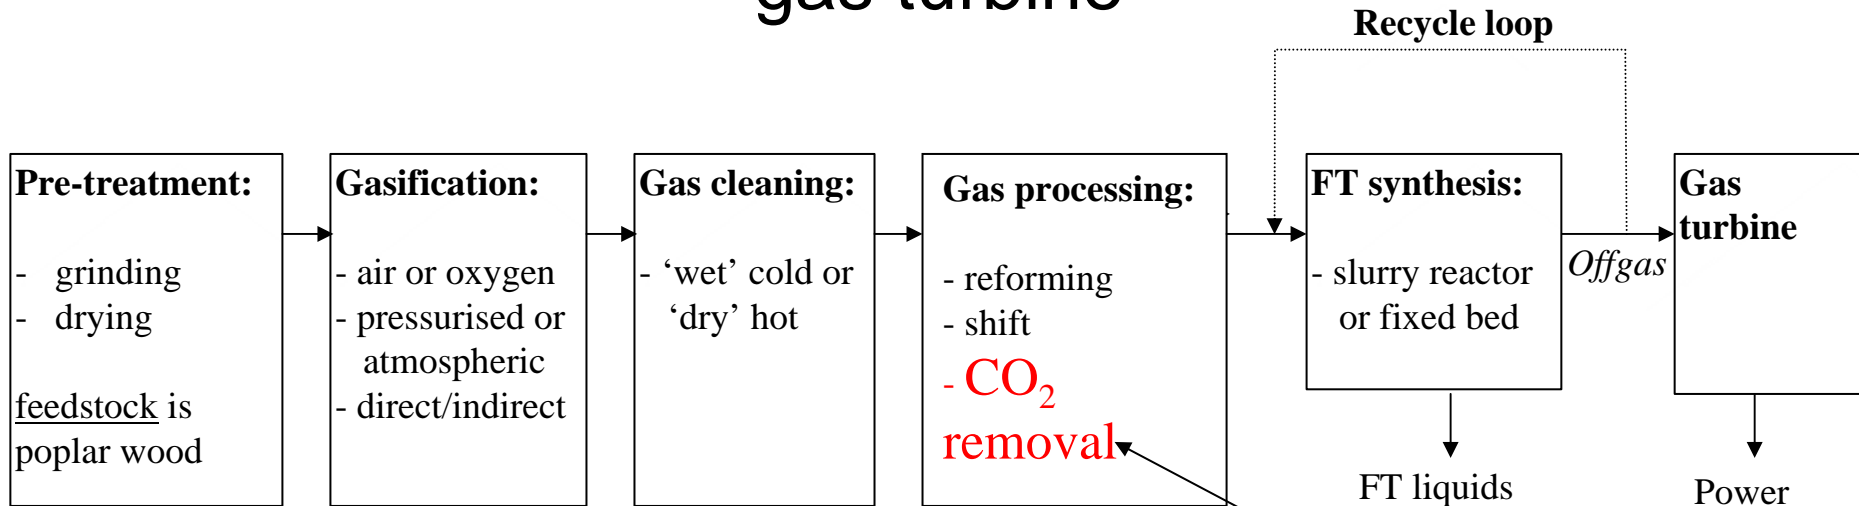 gas turbine
Recycle loop
Pre-treatment:
- grinding
- drying
feedstock is
poplar wood
Gasification:
- air or oxygen
- pressurised or
atmospheric
- direct/indirect
Gas cleaning:
- ‘wet’ cold or
‘dry’ hot
Gas processing:
- reforming
- shift
- CO₂
removal
FT synthesis:
- slurry reactor
or fixed bed
Offgas
Gas
turbine
FT liquids
Power